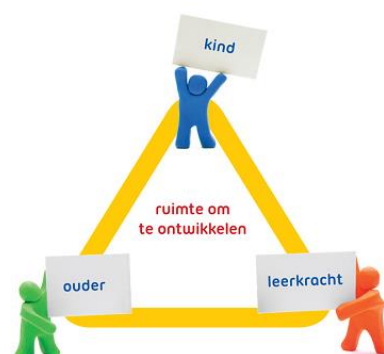 kind
ruimte om
te ontwikkelen
ouder
leerkracht